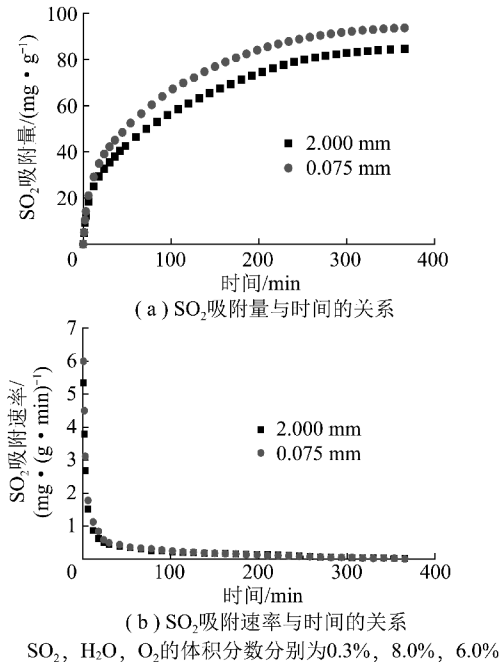 100
80
60
40
20
0
100
200
300
400
SO₂吸附量/(mg·g⁻¹)
2.000 mm
0.075 mm
时间/min
(a) SO₂吸附量与时间的关系
7
6
5
4
3
2
1
0
100
200
300
400
SO₂吸附速率/
(mg·(g·min)⁻¹)
2.000 mm
0.075 mm
时间/min
(b) SO₂吸附速率与时间的关系
SO₂, H₂O, O₂的体积分数分别为0.3%, 8.0%, 6.0%